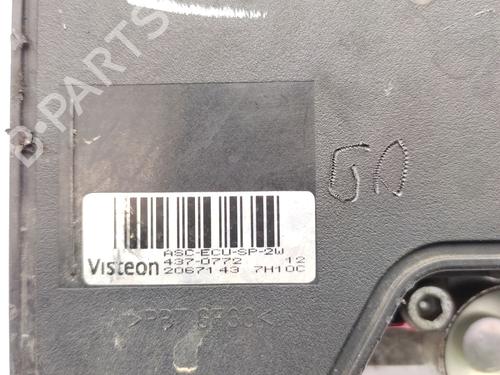 B-PARTS
GA
ASC-ECU-SP-2W
437-0772 12
Visteon 2067143 7H10C
>PBT GF30<